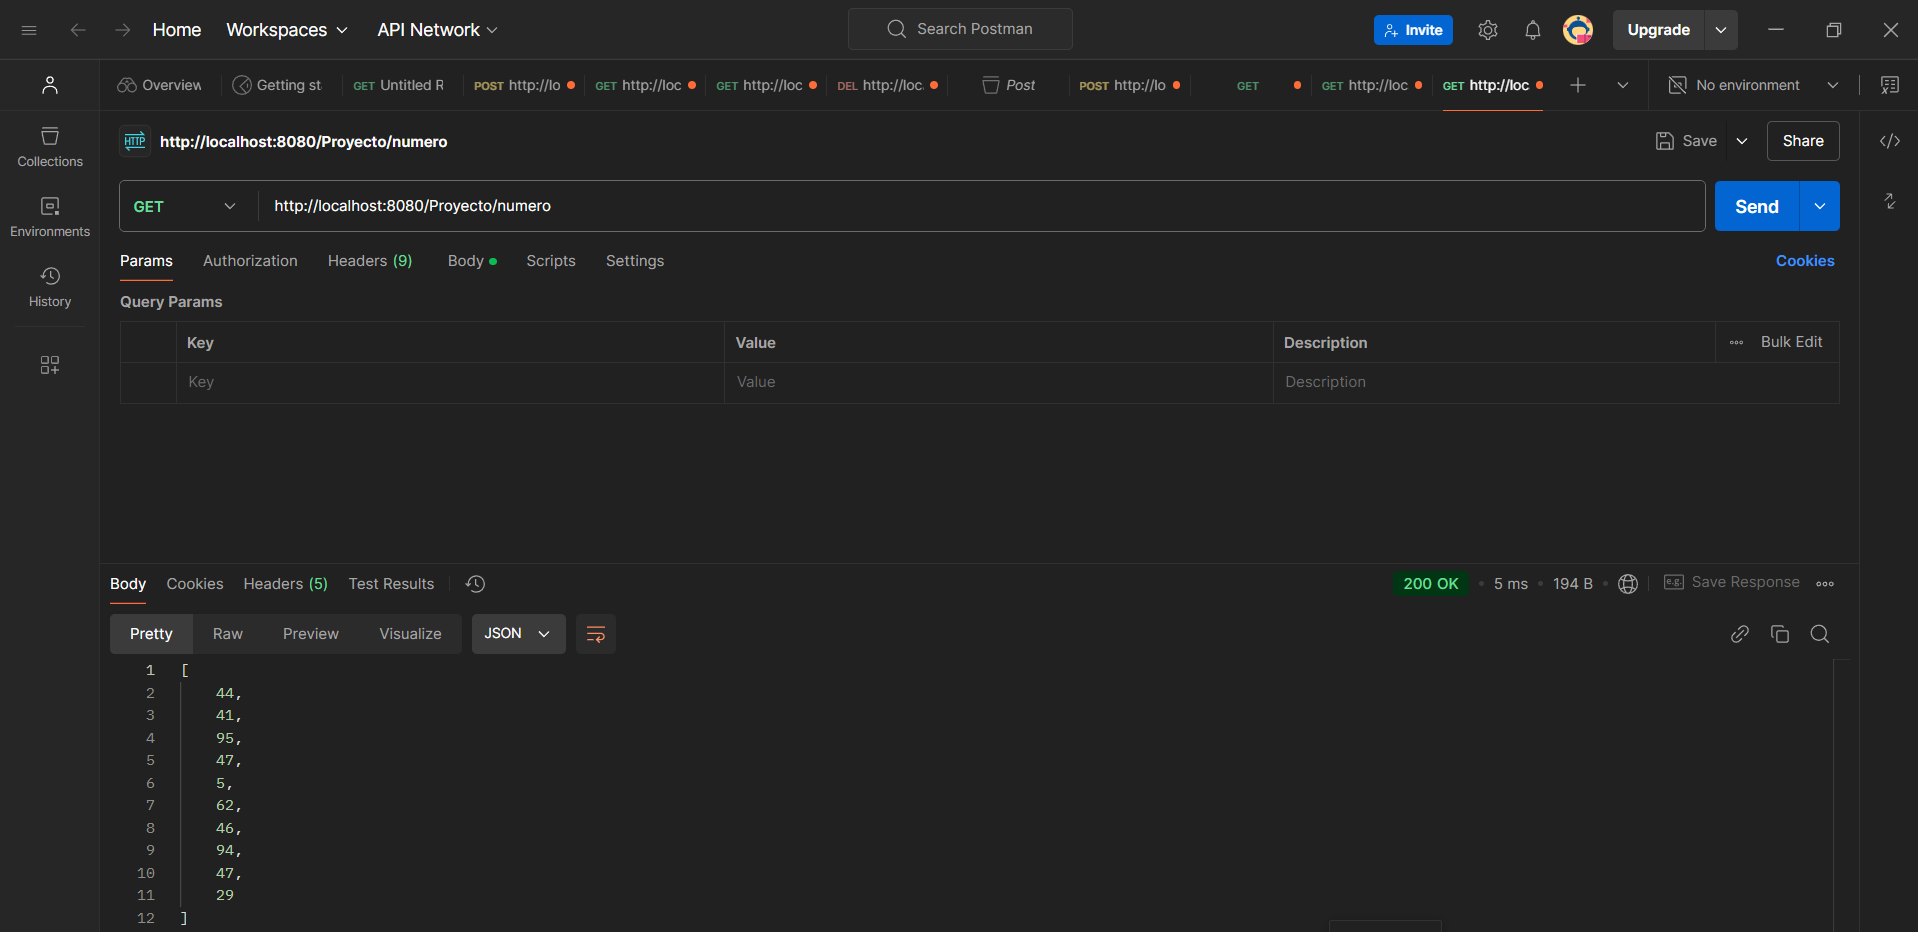 Home Workspaces API Network Search Postman Invite Upgrade
Overview Getting st GET Untitled R POST http://lo GET http://loc GET http://loc DEL http://loc. Post POST http://lo GET GET http://loc GET http://loc No environment
HTTP http://localhost:8080/Proyecto/numero Save Share
Collections
Environments
History
GET http://localhost:8080/Proyecto/numero Send
Params Authorization Headers (9) Body Scripts Settings Cookies
Query Params
Key Value Description Bulk Edit
Key Value Description
Body Cookies Headers (5) Test Results 200 OK 5 ms 194 B e.g. Save Response
Pretty Raw Preview Visualize JSON
1 [
2 44,
3 41,
4 95,
5 47,
6 5,
7 62,
8 46,
9 94,
10 47,
11 29
12 ]